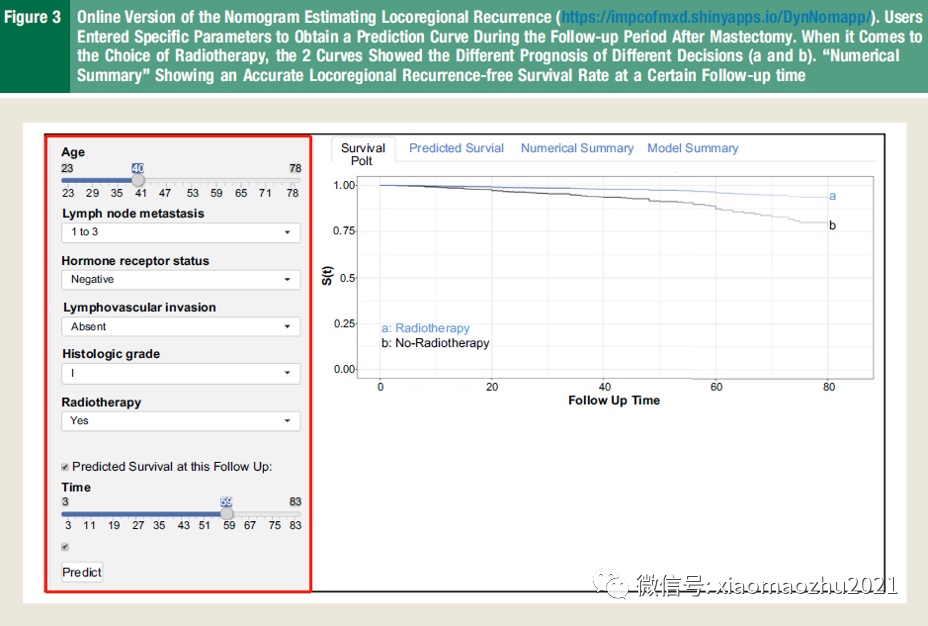 Figure 3
Online Version of the Nomogram Estimating Locoregional Recurrence (https://impcofmxd.shinyapps.io/DynNomapp/). Users
Entered Specific Parameters to Obtain a Prediction Curve During the Follow-up Period After Mastectomy. When it Comes to
the Choice of Radiotherapy, the 2 Curves Showed the Different Prognosis of Different Decisions (a and b). “Numerical
Summary” Showing an Accurate Locoregional Recurrence-free Survival Rate at a Certain Follow-up time
Age
23 40 78
23 29 35 41 47 53 59 65 71 78
Lymph node metastasis
1 to 3
Hormone receptor status
Negative
Lymphovascular invasion
Absent
Histologic grade
I
Radiotherapy
Yes
Predicted Survival at this Follow Up:
Time
3 59 83
3 11 19 27 35 43 51 59 67 75 83
Predict
Survival Polt
Predicted Survial
Numerical Summary
Model Summary
1.00
0.75
0.5
0.25
0.00
S(t)
a
b
a: Radiotherapy
b: No-Radiotherapy
0 20 40 60 80
Follow Up Time
微信号: xiaomaozhu2021